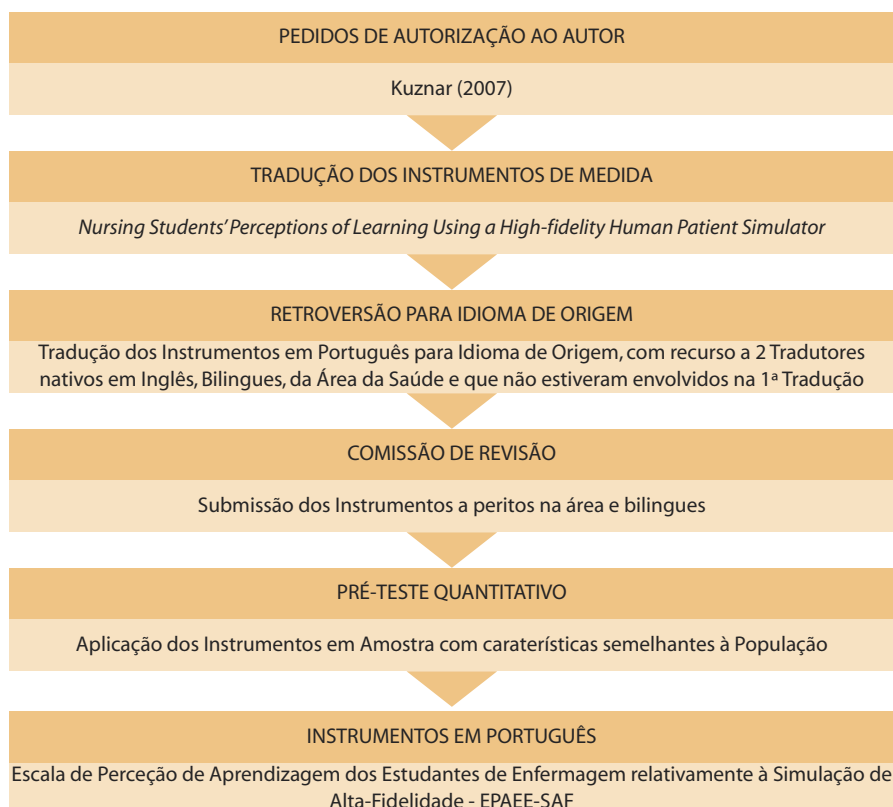 PEDIDOS DE AUTORIZAÇÃO AO AUTOR
Kuznar (2007)
TRADUÇÃO DOS INSTRUMENTOS DE MEDIDA
Nursing Students' Perceptions of Learning Using a High-fidelity Human Patient Simulator
RETROVERSÃO PARA IDIOMA DE ORIGEM
Tradução dos Instrumentos em Português para Idioma de Origem, com recurso a 2 Tradutores
nativos em Inglês, Bilingues, da Área da Saúde e que não estiveram envolvidos na 1ª Tradução
COMISSÃO DE REVISÃO
Submissão dos Instrumentos a peritos na área e bilingues
PRÉ-TESTE QUANTITATIVO
Aplicação dos Instrumentos em Amostra com caraterísticas semelhantes à População
INSTRUMENTOS EM PORTUGUÊS
Escala de Perceção de Aprendizagem dos Estudantes de Enfermagem relativamente à Simulação de
Alta-Fidelidade - EPAEE-SAF